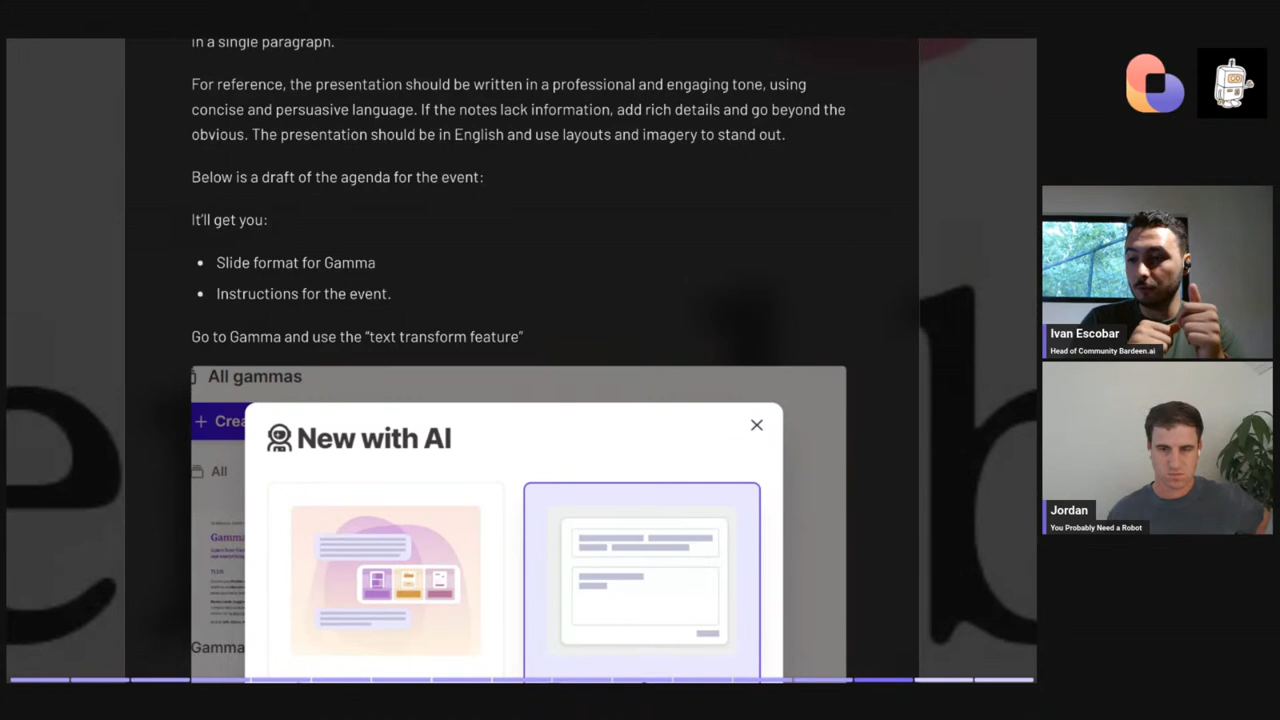 in a single paragraph.
For reference, the presentation should be written in a professional and engaging tone, using
concise and persuasive language. If the notes lack information, add rich details and go beyond the
obvious. The presentation should be in English and use layouts and imagery to stand out.
Below is a draft of the agenda for the event:
It'll get you:
• Slide format for Gamma
• Instructions for the event.
Go to Gamma and use the “text transform feature”
All gammas
+ Crea
New with AI
All
Gamma
Ivan Escobar
Head of Community Bardeen.ai
Jordan
You Probably Need a Robot